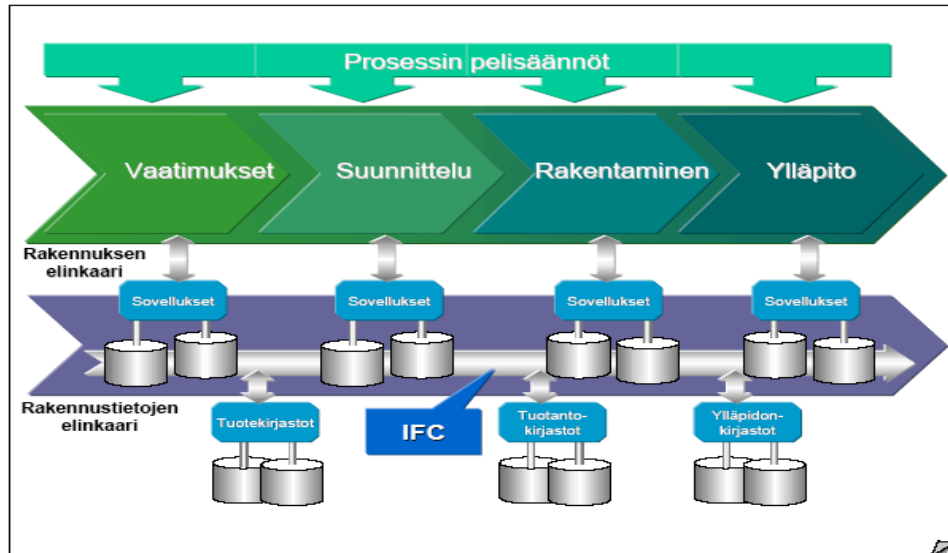 Prosessin pelisäännöt
Vaatimukset
Suunnittelu
Rakentaminen
Ylläpito
Rakennuksen
elinkaari
Sovellukset
Sovellukset
Sovellukset
Sovellukset
Rakennustietojen
elinkaari
Tuotekirjastot
IFC
Tuotanto-
kirjastot
Ylläpidon-
kirjastot